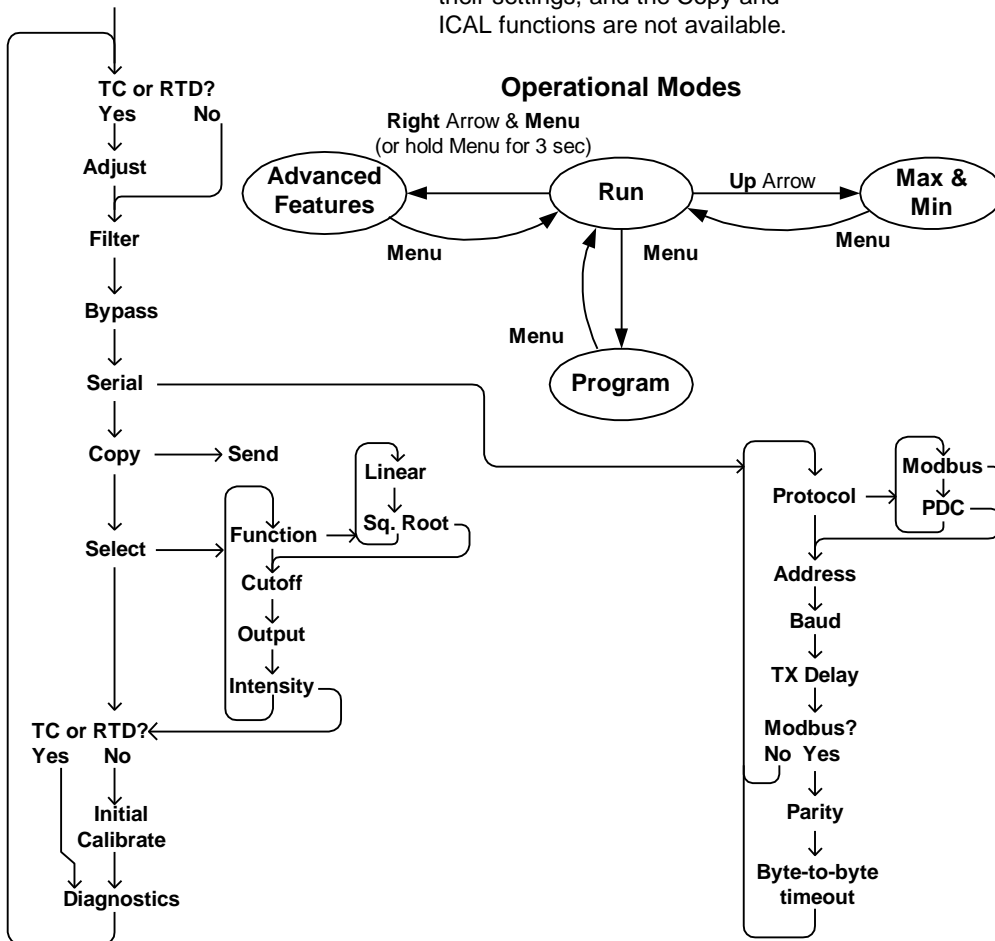 their settings, and the Copy and
ICAL functions are not available.
Operational Modes
Right Arrow & Menu
(or hold Menu for 3 sec)
Advanced
Features
Run
Up Arrow
Max &
Min
Menu
Menu
Menu
Menu
Program
TC or RTD?
Yes No
Adjust
Filter
Bypass
Serial
Copy
Send
Select
Function
Linear
Sq. Root
Cutoff
Output
Intensity
TC or RTD?
Yes No
Initial
Calibrate
Diagnostics
Protocol
Modbus
PDC
Address
Baud
TX Delay
Modbus?
No Yes
Parity
Byte-to-byte
timeout